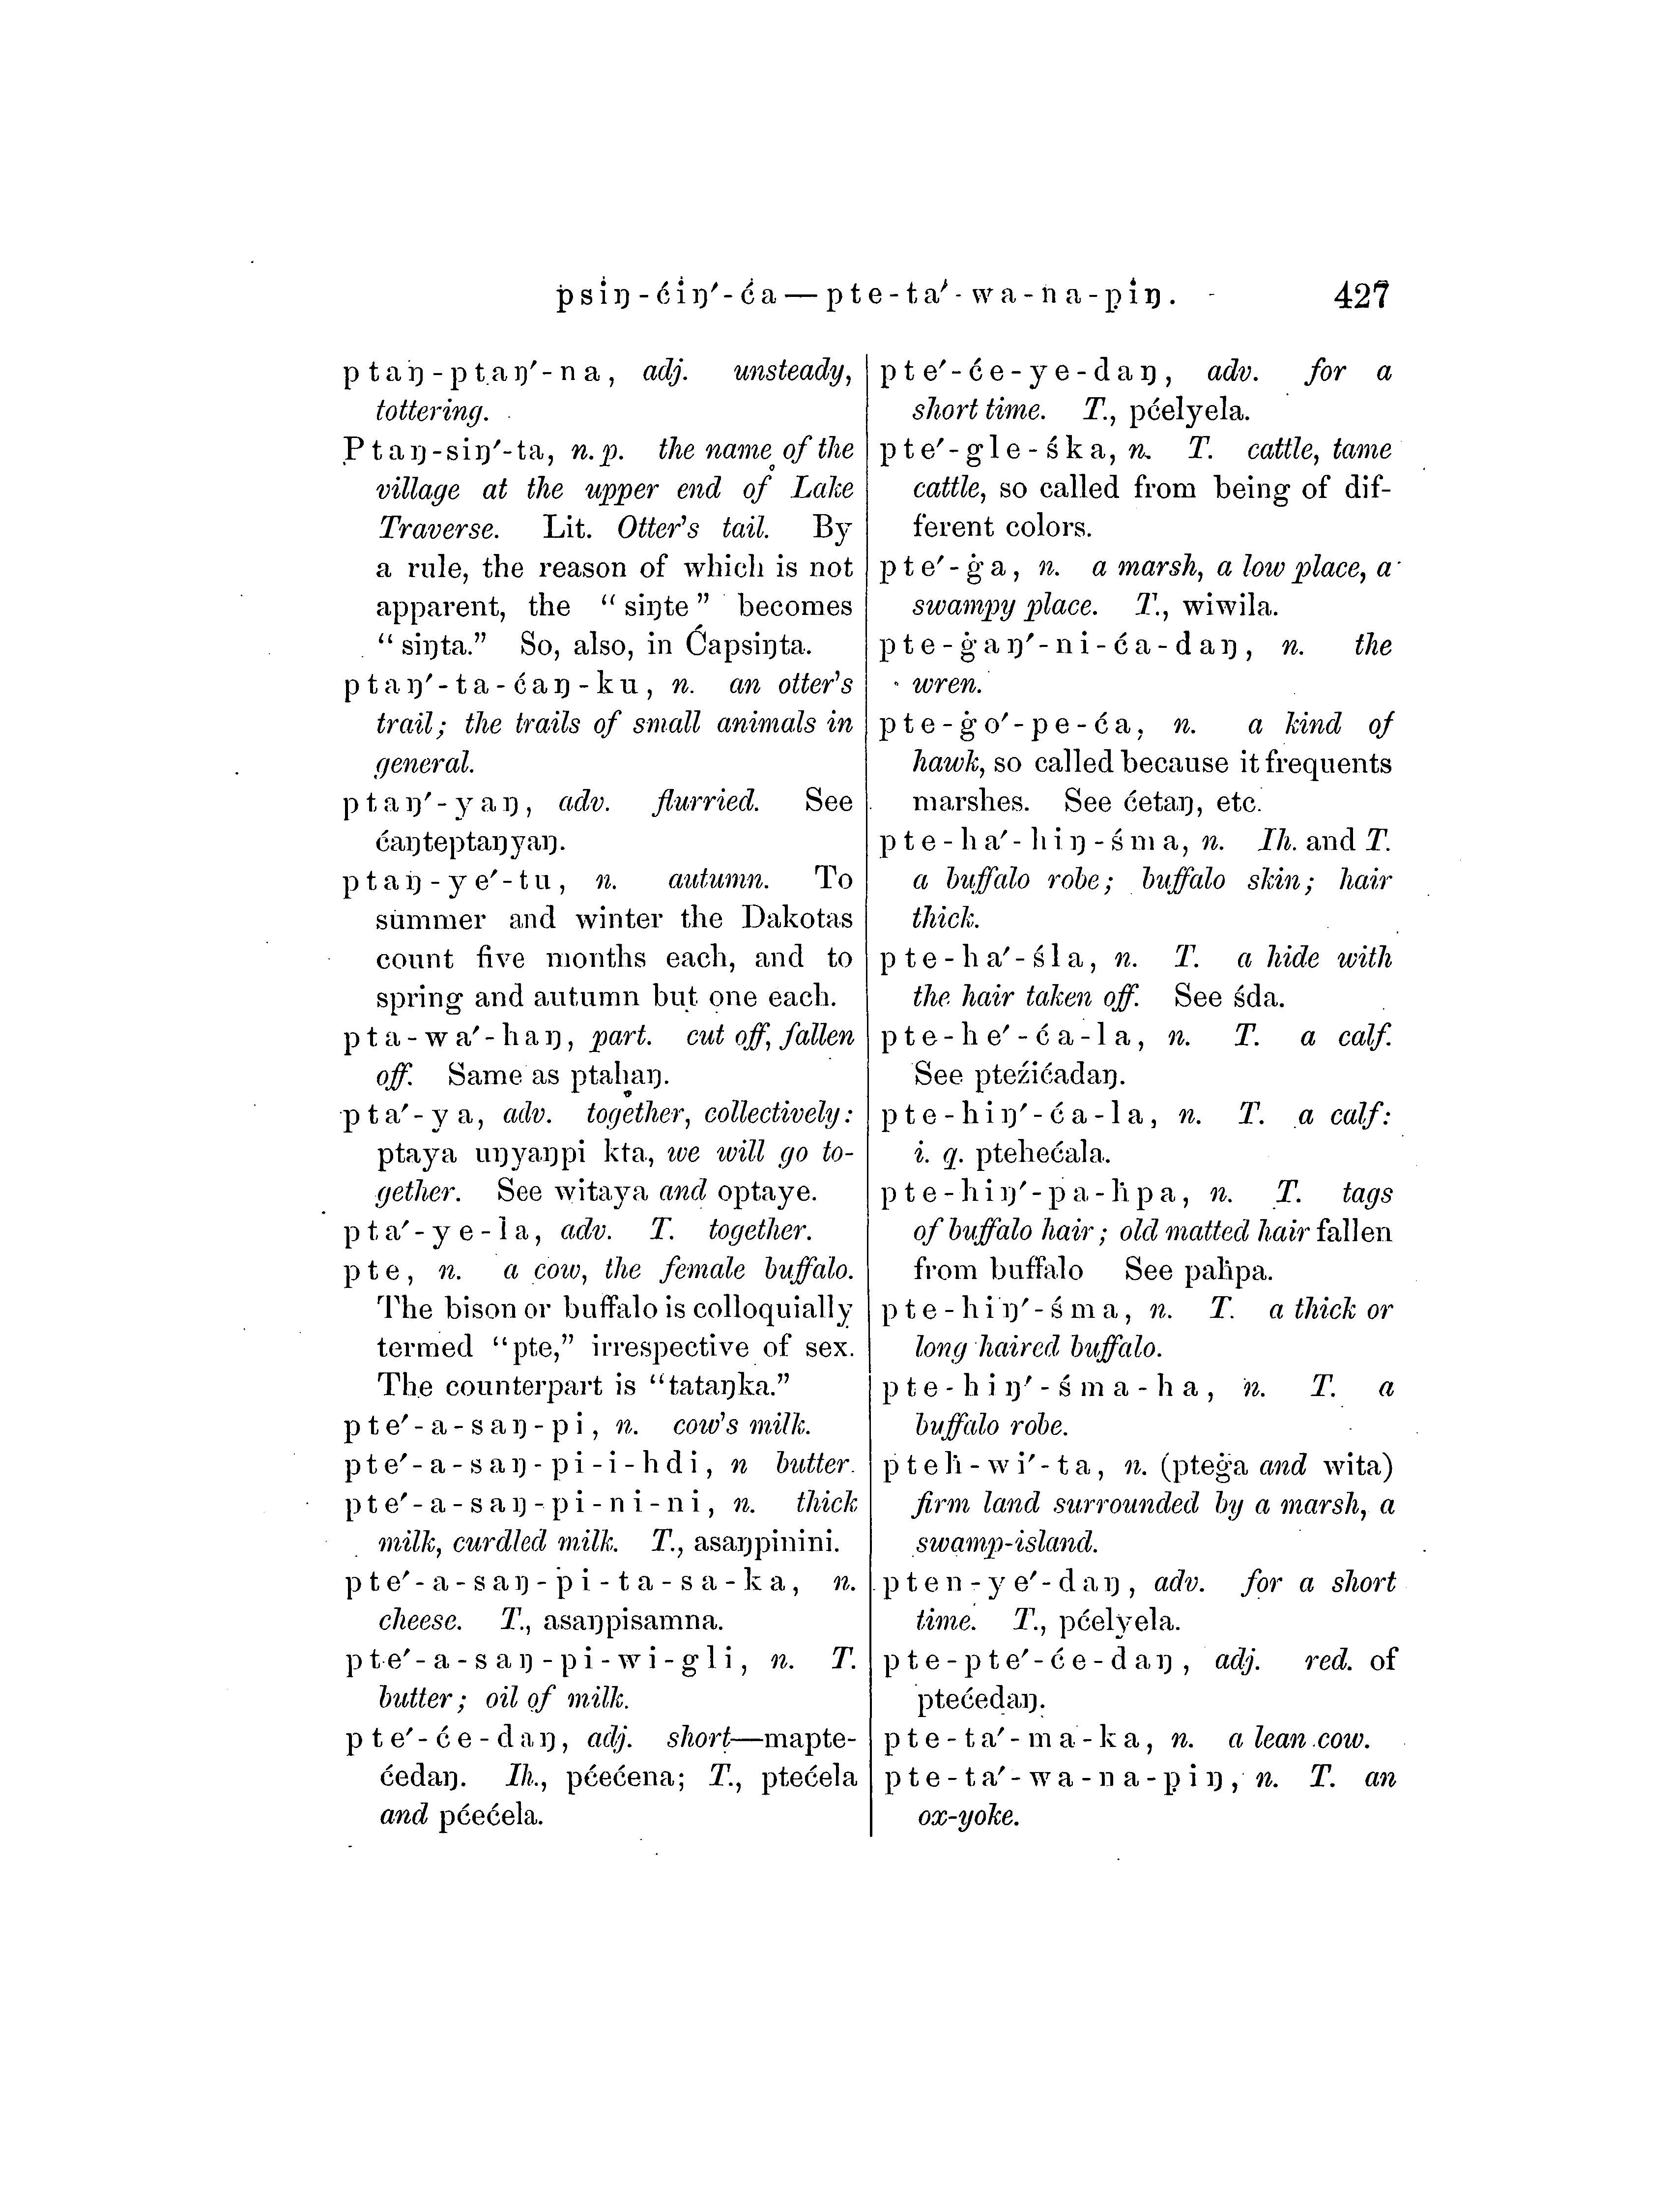 psiŋ-ćiŋ′-ća—pte-ta′-wa-na-p̣iŋ. 427
ptaŋ-ptaŋ′-na, adj. unsteady,
tottering.
Ptaŋ-siŋ′-ta, n. p. the name of the
village at the upper end of Lake
Traverse. Lit. Otter's tail. By
a rule, the reason of which is not
apparent, the "siŋte" becomes
"siŋta." So, also, in Ćapsiŋta.
ptaŋ′-ta-ćaŋ-ku, n. an otter's
trail; the trails of small animals in
general.
ptaŋ′-yaŋ, adv. flurried. See
ćaŋteptaŋyaŋ.
ptaŋ-ye′-tu, n. autumn. To
summer and winter the Dakotas
count five months each, and to
spring and autumn but one each.
pta-wa′-haŋ, part. cut off, fallen
off. Same as ptahaŋ.
pta′-ya, adv. together, collectively:
ptaya uŋyaŋpi kta, we will go to-
gether. See witaya and optaye.
pta′-ye-la, adv. T. together.
pte, n. a cow, the female buffalo.
The bison or buffalo is colloquially
termed "pte," irrespective of sex.
The counterpart is "tataŋka."
pte′-a-saŋ-pi, n. cow's milk.
pte′-a-saŋ-pi-i-hdi, n butter.
pte′-a-saŋ-pi-ni-ni, n. thick
milk, curdled milk. T., asaŋpinini.
pte′-a-saŋ-pi-ta-sa-ka, n.
cheese. T., asaŋpisamna.
pte′-a-saŋ-pi-wi-gli, n. T.
butter; oil of milk.
pte′-će-daŋ, adj. short—mapte-
ćedaŋ. Ih., pćećena; T., ptećela
and pćećela.
pte′-će-ye-daŋ, adv. for a
short time. T., pćelyela.
pte′-gle-śka, n. T. cattle, tame
cattle, so called from being of dif-
ferent colors.
pte′-ġa, n. a marsh, a low place, a
swampy place. T., wiwila.
pte-ġaŋ′-ni-ća-daŋ, n. the
wren.
pte-ġo′-pe-ća, n. a kind of
hawk, so called because it frequents
marshes. See ćetaŋ, etc.
pte-ha′-hiŋ-śma, n. Ih. and T.
a buffalo robe; buffalo skin; hair
thick.
pte-ha′-śla, n. T. a hide with
the hair taken off. See śda.
pte-he′-ća-la, n. T. a calf.
See pteźićadaŋ.
pte-hiŋ′-ća-la, n. T. a calf:
i. q. ptehećala.
pte-hiŋ′-pa-ḣpa, n. T. tags
of buffalo hair; old matted hair fallen
from buffalo See paḣpa.
pte-hiŋ′-śma, n. T. a thick or
long haired buffalo.
pte-hiŋ′-śma-ha, n. T. a
buffalo robe.
pteḣ-wi′-ta, n. (pteġa and wita)
firm land surrounded by a marsh, a
swamp-island.
pten-ye′-daŋ, adv. for a short
time. T., pćelyela.
pte-pte′-će-daŋ, adj. red. of
ptećedaŋ.
pte-ta′-ma-ka, n. a lean cow.
pte-ta′-wa-na-p̣iŋ, n. T. an
ox-yoke.